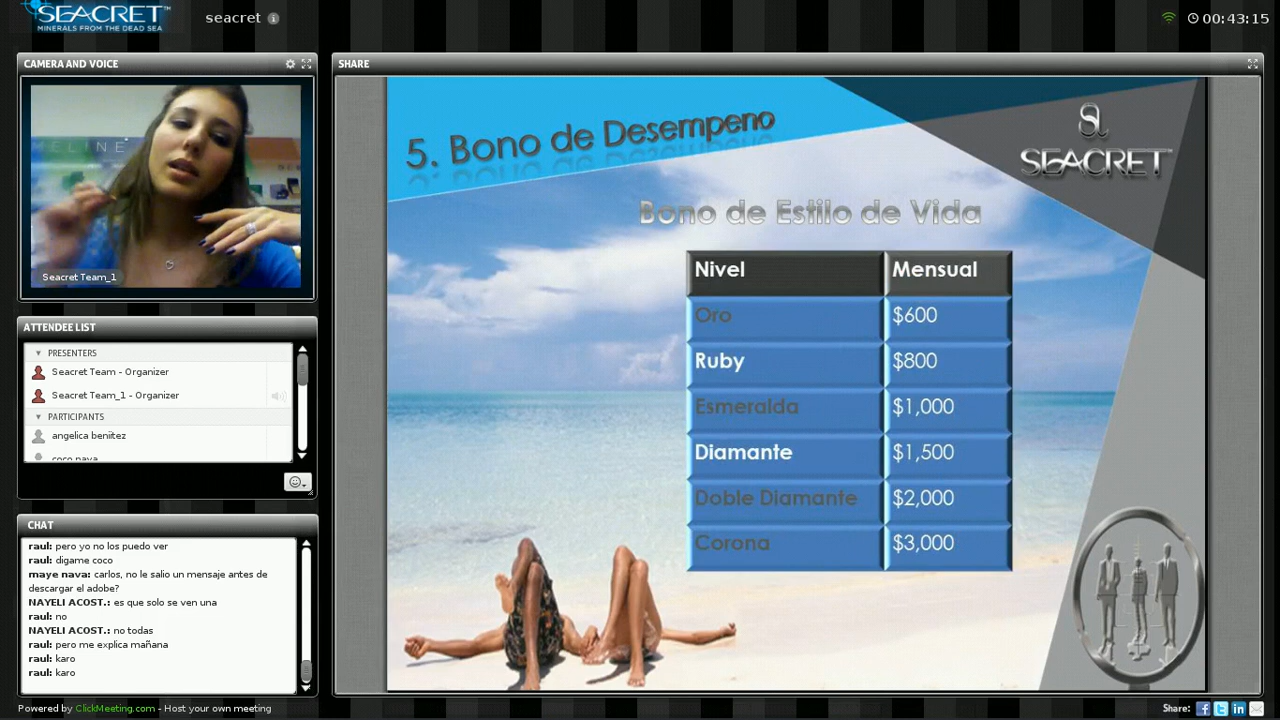 SEACRET™
MINERALS FROM THE DEAD SEA
seacret
00:43:15
CAMERA AND VOICE
MELINE
Seacret Team_1
ATTENDEE LIST
PRESENTERS
Seacret Team - Organizer
Seacret Team_1 - Organizer
PARTICIPANTS
angelica beniitez
coco nava
CHAT
raul: pero yo no los puedo ver
raul: digame coco
maye nava: carlos, no le salio un mensaje antes de
descargar el adobe?
NAYELI ACOST.: es que solo se ven una
raul: no
NAYELI ACOST.: no todas
raul: pero me explica mañana
raul: karo
raul: karo
SHARE
5. Bono de Desempeno
SEACRET
Bono de Estilo de Vida
Nivel Mensual
Oro $600
Ruby $800
Esmeralda $1,000
Diamante $1,500
Doble Diamante $2,000
Corona $3,000
Powered by ClickMeeting.com - Host your own meeting
Share: